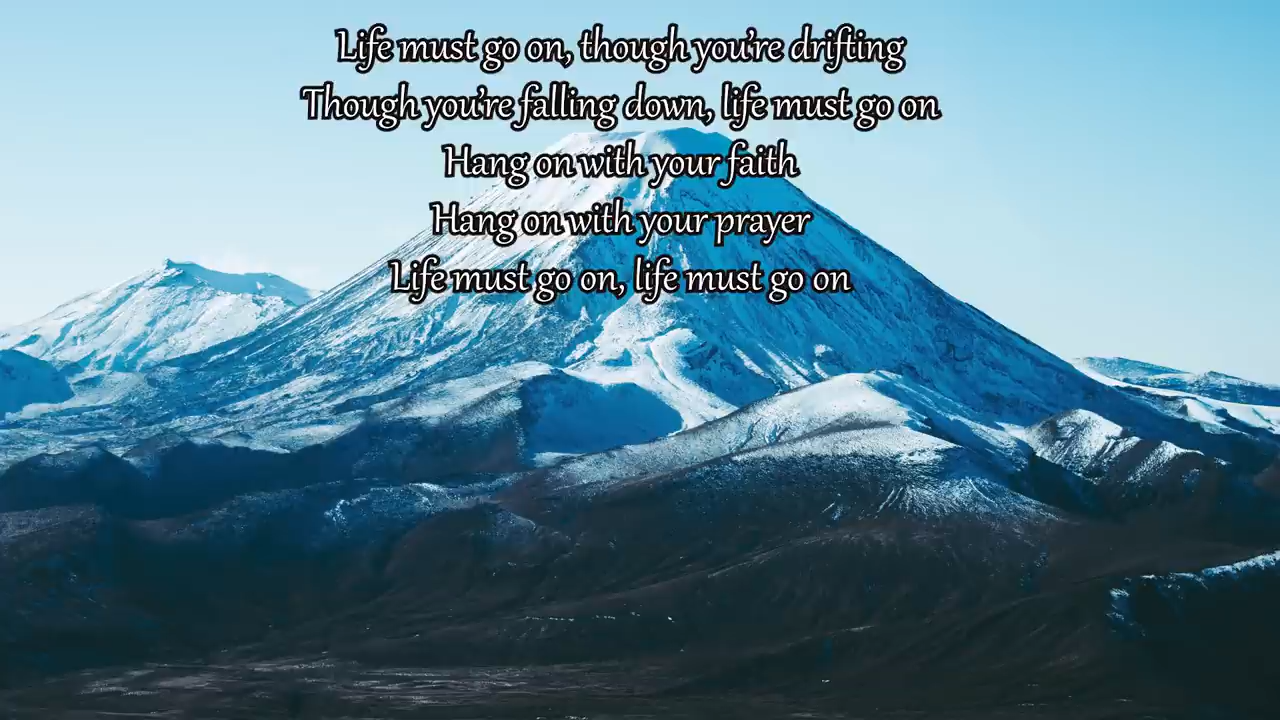 Life must go on, though you're drifting
Though you're falling down, life must go on
Hang on with your faith
Hang on with your prayer
Life must go on, life must go on